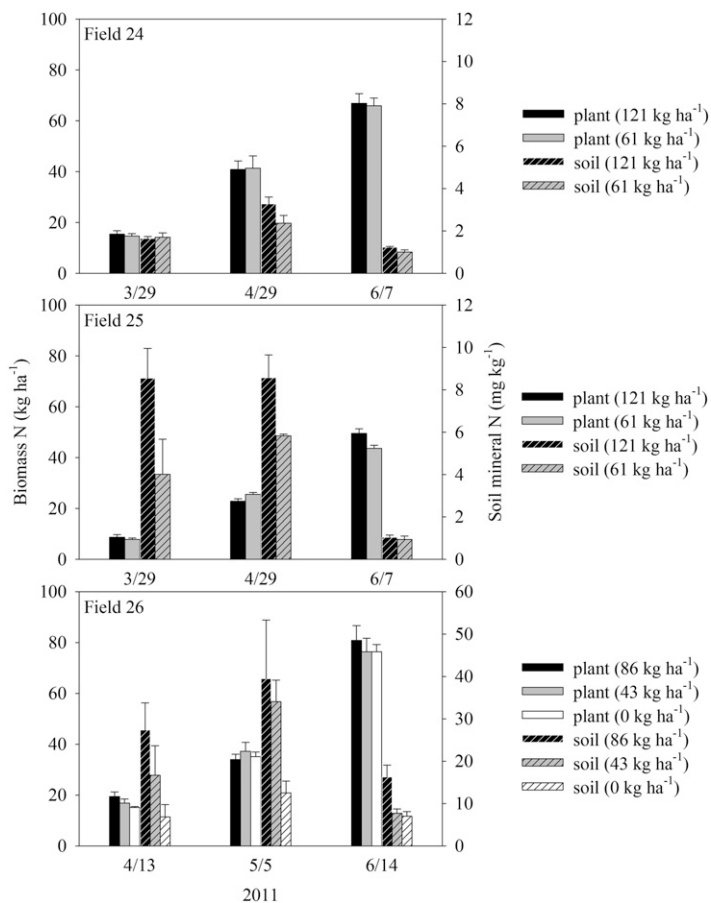 Field 24
100
80
60
40
20
0
12
10
8
6
4
2
0
3/29
4/29
6/7
plant (121 kg ha⁻¹)
plant (61 kg ha⁻¹)
soil (121 kg ha⁻¹)
soil (61 kg ha⁻¹)
Field 25
Biomass N (kg ha⁻¹)
100
80
60
40
20
0
12
10
8
6
4
2
0
Soil mineral N (mg kg⁻¹)
3/29
4/29
6/7
plant (121 kg ha⁻¹)
plant (61 kg ha⁻¹)
soil (121 kg ha⁻¹)
soil (61 kg ha⁻¹)
Field 26
100
80
60
40
20
0
60
50
40
30
20
10
0
4/13
5/5
6/14
2011
plant (86 kg ha⁻¹)
plant (43 kg ha⁻¹)
plant (0 kg ha⁻¹)
soil (86 kg ha⁻¹)
soil (43 kg ha⁻¹)
soil (0 kg ha⁻¹)